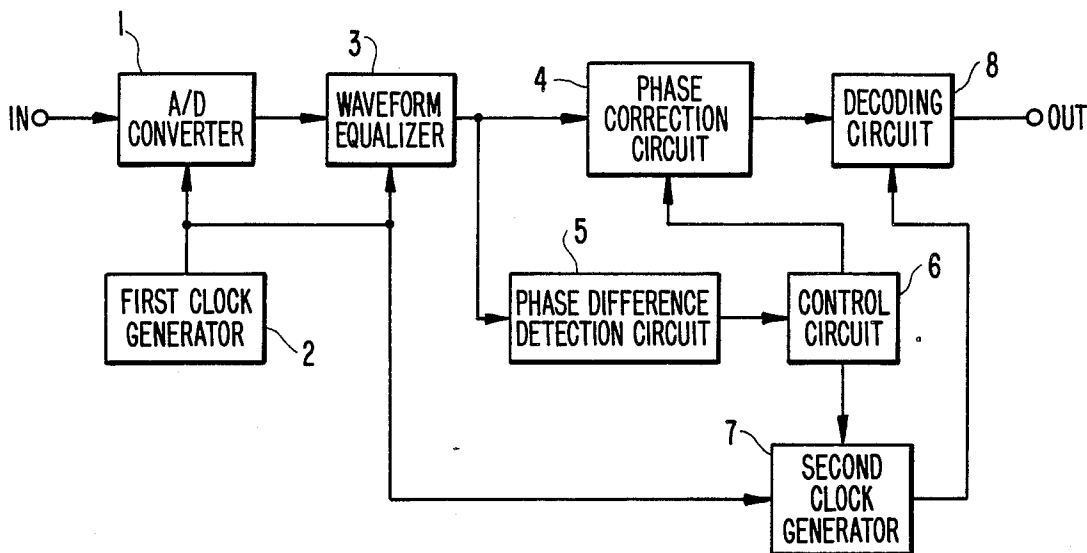 1
3
4
8
IN
A/D
CONVERTER
WAVEFORM
EQUALIZER
PHASE
CORRECTION
CIRCUIT
DECODING
CIRCUIT
OUT
FIRST CLOCK
GENERATOR
2
5
PHASE DIFFERENCE
DETECTION CIRCUIT
6
CONTROL
CIRCUIT
7
SECOND
CLOCK
GENERATOR